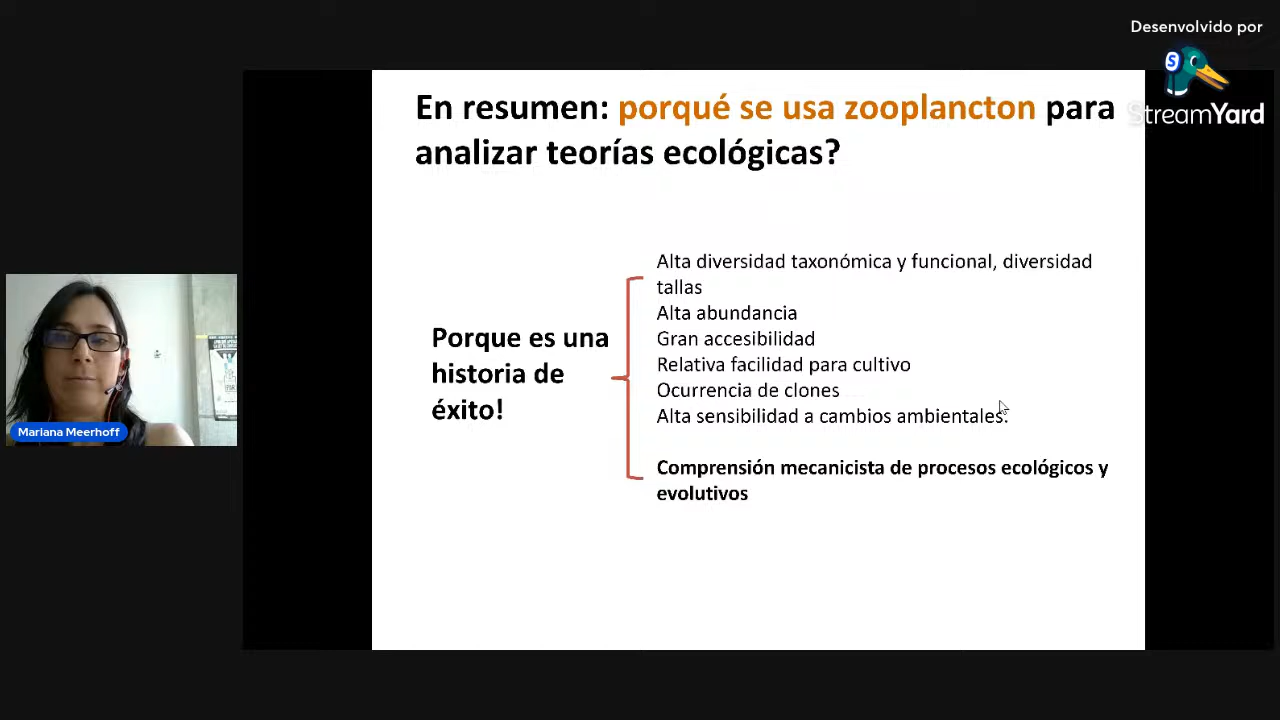 Desenvolvido por
StreamYard
En resumen: porqué se usa zooplancton para
analizar teorías ecológicas?
Alta diversidad taxonómica y funcional, diversidad
tallas
Alta abundancia
Gran accesibilidad
Relativa facilidad para cultivo
Ocurrencia de clones
Alta sensibilidad a cambios ambientales.
Porque es una
historia de
éxito!
Comprensión mecanicista de procesos ecológicos y
evolutivos
Mariana Meerhoff